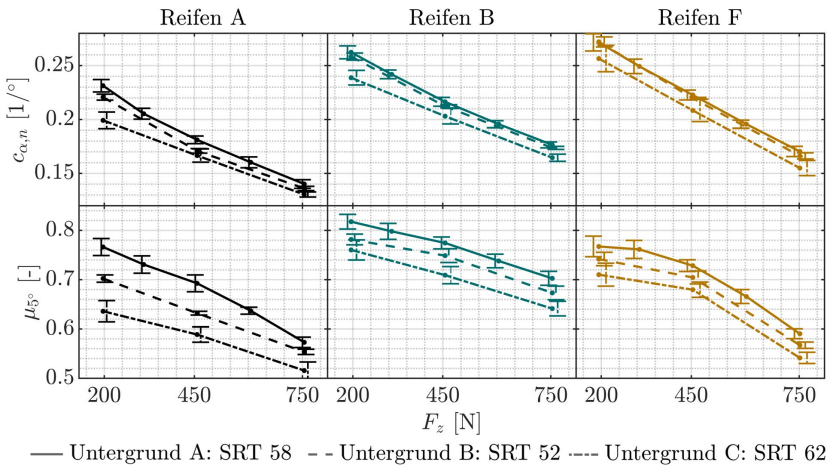 Reifen A Reifen B Reifen F
0.25
0.2
0.15
c_{α,n} [1/°]
0.8
0.7
0.6
0.5
μ_{5°} [-]
200 450 750 200 450 750 200 450 750
F_z [N]
Untergrund A: SRT 58 Untergrund B: SRT 52 Untergrund C: SRT 62